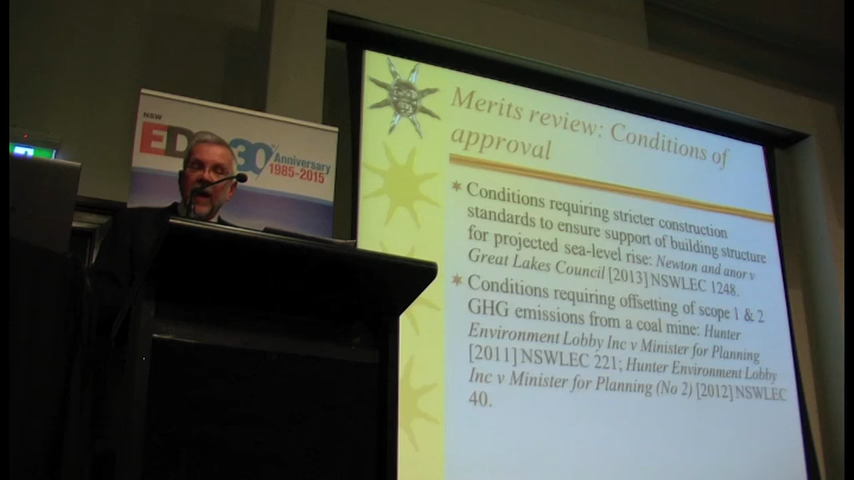 NSW
ED
30
Anniversary
1985-2015
Merits review: Conditions of
approval
Conditions requiring stricter construction
standards to ensure support of building structure
for projected sea-level rise: Newton and anor v
Great Lakes Council [2013] NSWLEC 1248.
Conditions requiring offsetting of scope 1 & 2
GHG emissions from a coal mine: Hunter
Environment Lobby Inc v Minister for Planning
[2011] NSWLEC 221; Hunter Environment Lobby
Inc v Minister for Planning (No 2) [2012] NSWLEC
40.